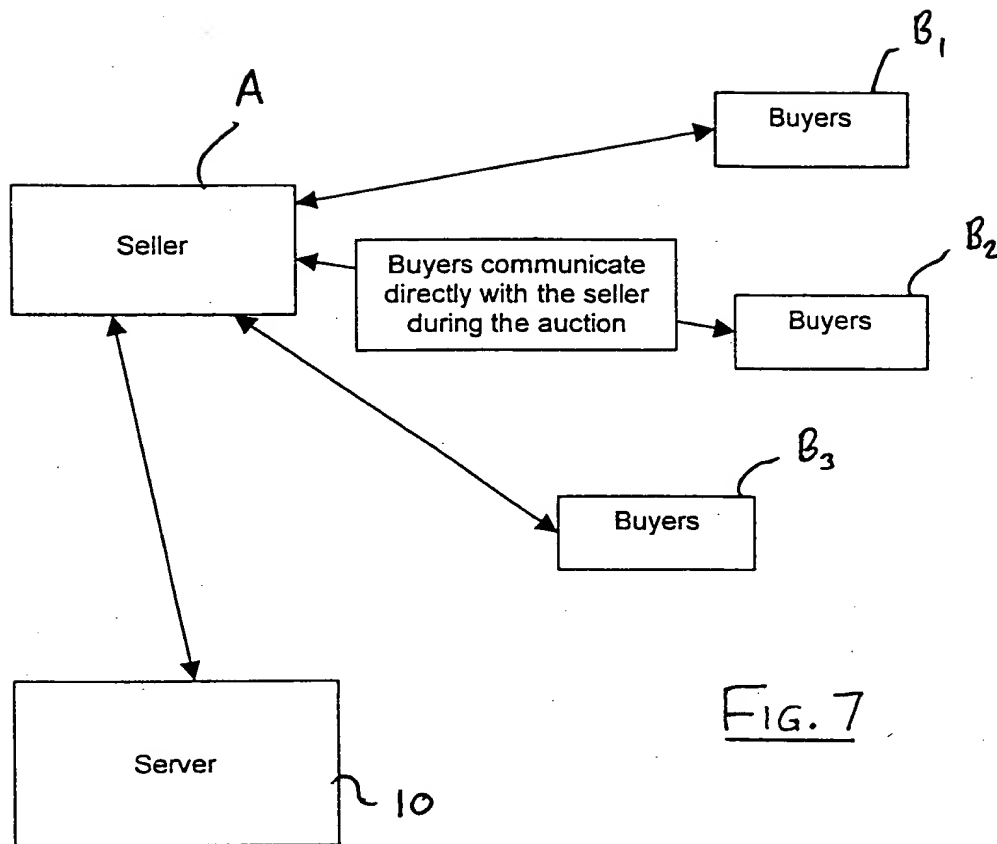 B1
A
Buyers
Seller
B2
Buyers communicate
directly with the seller
during the auction
Buyers
B3
Buyers
FIG. 7
Server
10